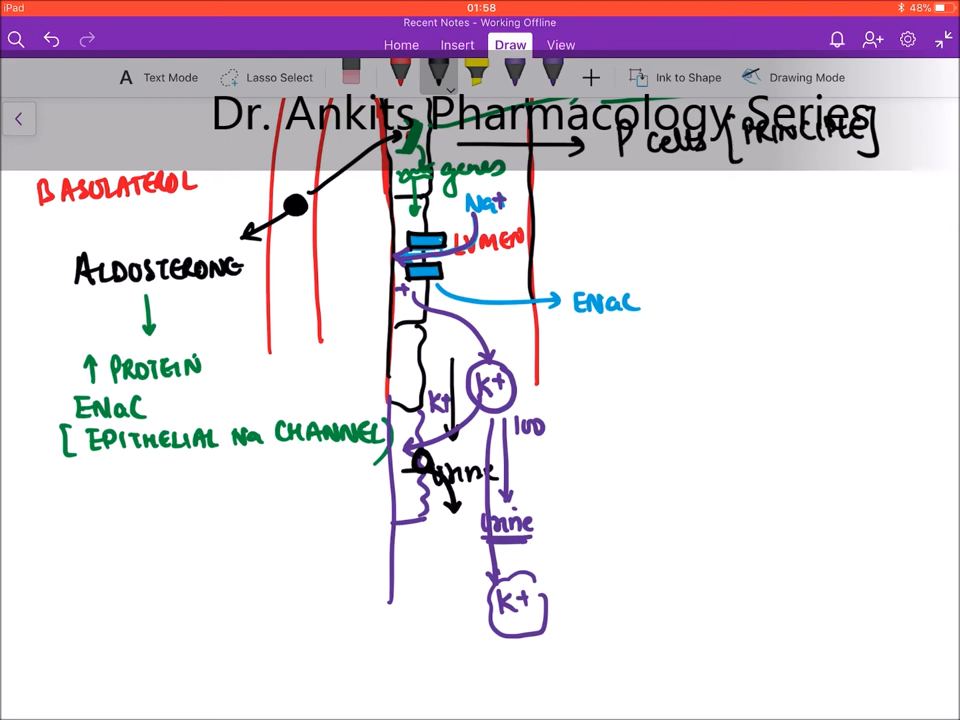 iPad 01:58 48%
Recent Notes - Working Offline
Home Insert Draw View
A Text Mode Lasso Select Ink to Shape Drawing Mode
Dr. Ankits Pharmacology Series
P cells [PRINCIPLE]
genes
BASOLATEROL
Na+
LUMEN
ALDOSTERONE
+
ENaC
↑ PROTEIN
K+
ENaC
K+
[EPITHELIAL Na CHANNEL]
100
urine
urine
K+